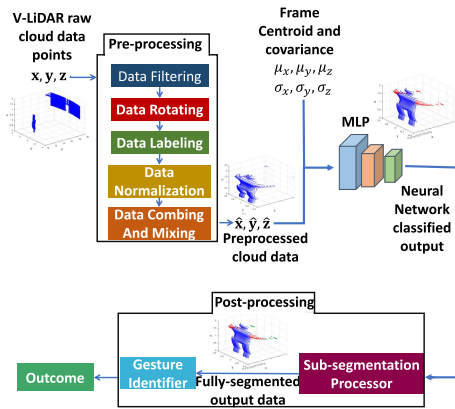 V-LiDAR raw
cloud data
points
x, y, z
Pre-processing
Data Filtering
Data Rotating
Data Labeling
Data
Normalization
Data Combing
And Mixing
x̂, ŷ, ẑ
Preprocessed
cloud data
Frame
Centroid and
covariance
μx, μy, μz
σx, σy, σz
MLP
Neural
Network
classified
output
Post-processing
Sub-segmentation
Processor
Fully-segmented
output data
Gesture
Identifier
Outcome